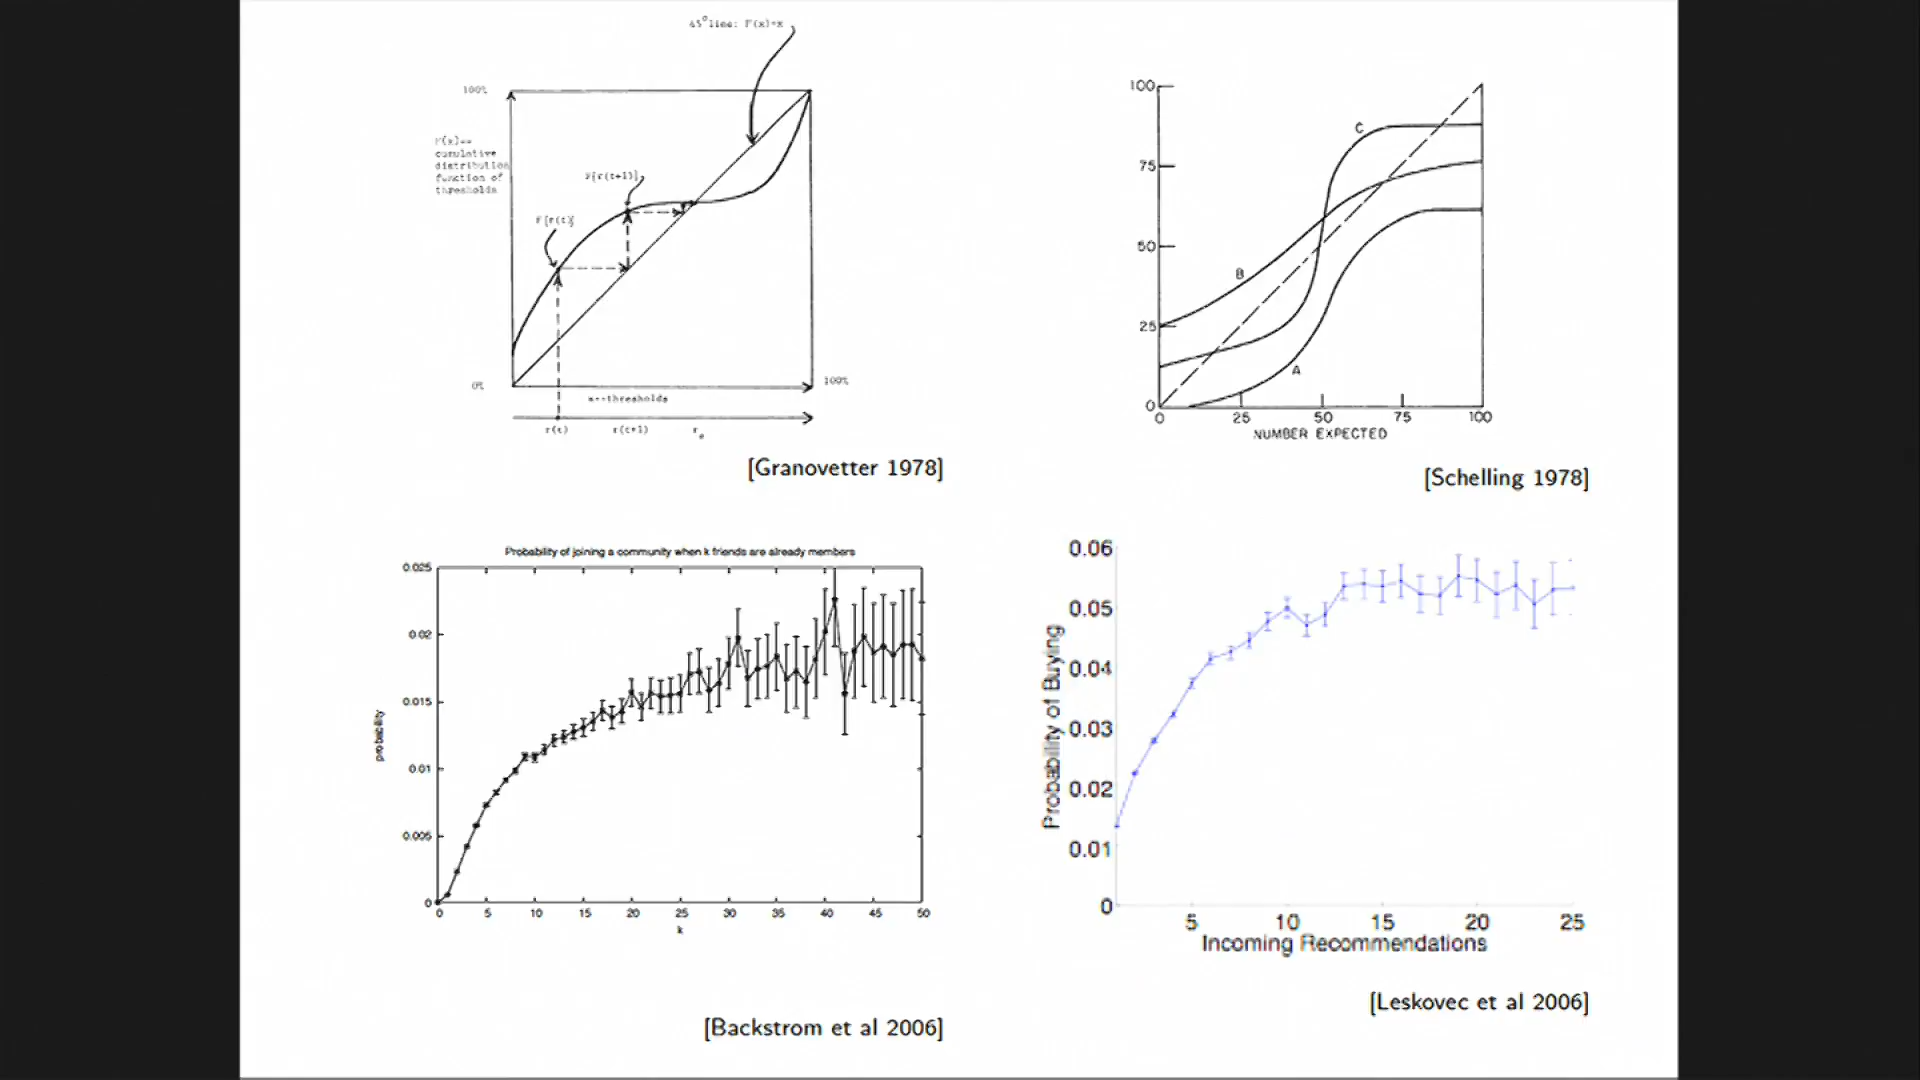 45°line: F(x)=x
100%
F(x)==
cumulative
distribution
function of
thresholds
F[r(t+1)]
F[r(t)]
0%
100%
x--thresholds
r(t) r(t+1) r_e
[Granovetter 1978]
100
75
50
25
0
C
B
A
0 25 50 75 100
NUMBER EXPECTED
[Schelling 1978]
Probability of joining a community when k friends are already members
0.025
0.02
0.015
0.01
0.005
0
probability
0 5 10 15 20 25 30 35 40 45 50
k
[Backstrom et al 2006]
0.06
0.05
0.04
0.03
0.02
0.01
0
Probability of Buying
5 10 15 20 25
Incoming Recommendations
[Leskovec et al 2006]